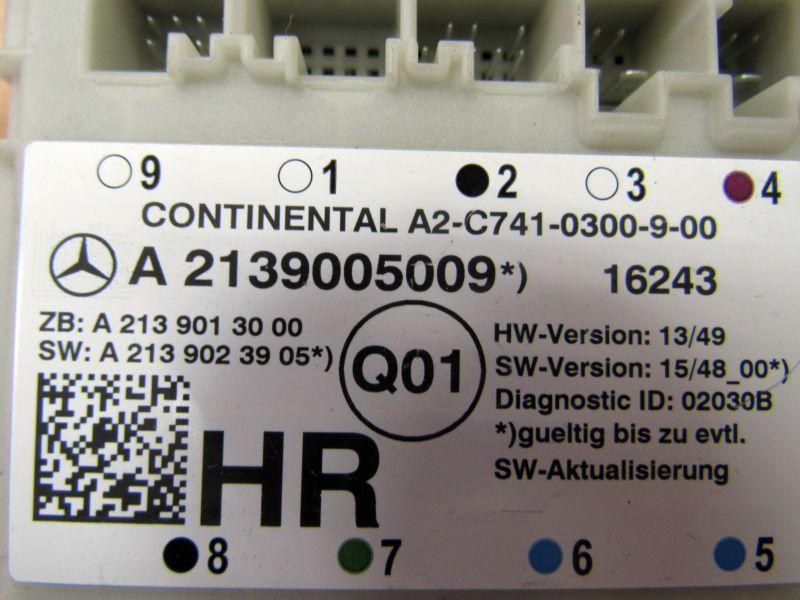 9 1 2 3 4
CONTINENTAL A2-C741-0300-9-00
A 2139005009*) 16243
ZB: A 213 901 30 00
SW: A 213 902 39 05*)
Q01
HW-Version: 13/49
SW-Version: 15/48_00*)
Diagnostic ID: 02030B
*)gueltig bis zu evtl.
SW-Aktualisierung
HR
8 7 6 5